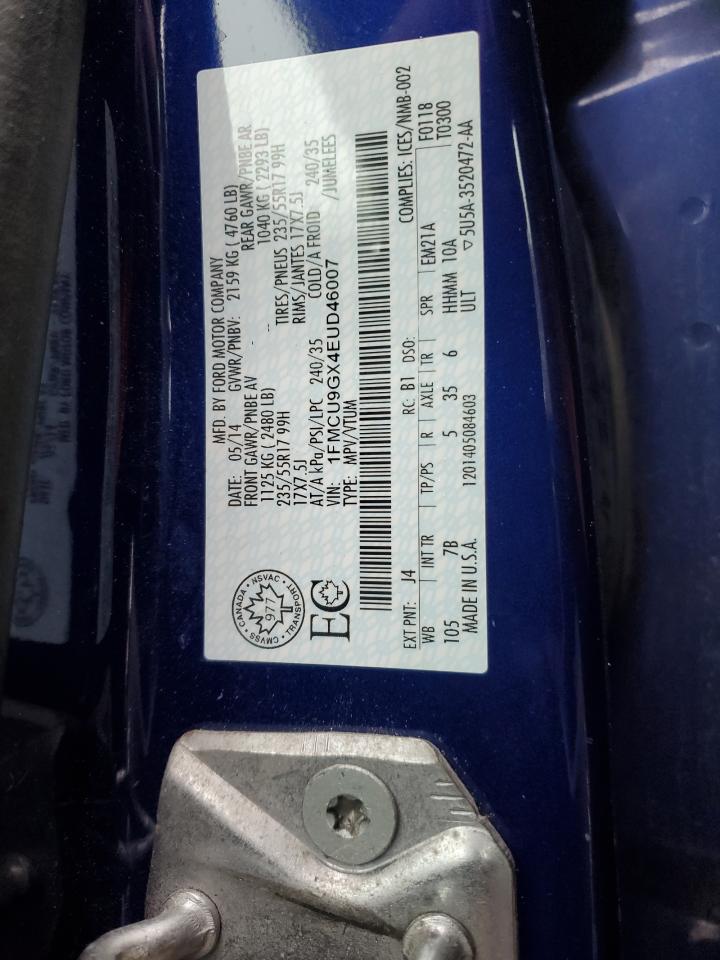 CANADA • NSVAC • TRANSPORT • CMVSS •
977
T
EC
MFD. BY FORD MOTOR COMPANY
DATE: 05/14 GVWR/PNBV: 2159 KG ( 4760 LB)
FRONT GAWR/PNBE AV REAR GAWR/PNBE AR
1125 KG ( 2480 LB) 1040 KG ( 2293 LB)
235/55R17 99H TIRES/PNEUS 235/55R17 99H
17X7.5J RIMS/JANTES 17X7.5J
AT/A kPa/PSI/LPC 240/35 COLD/A FROID 240/35
VIN: 1FMCU9GX4EUD46007 /JUMELEES
TYPE: MPV/VTUM
EXT PNT: J4 RC: B1 DSO: COMPLIES: ICES/NMB-002
WB INT TR TP/PS R AXLE TR SPR EM21A F0118
105 7B 5 35 6 HHMM 10A T0300
MADE IN U.S.A. 1201405084603 ULT ▽5U5A-3520472-AA